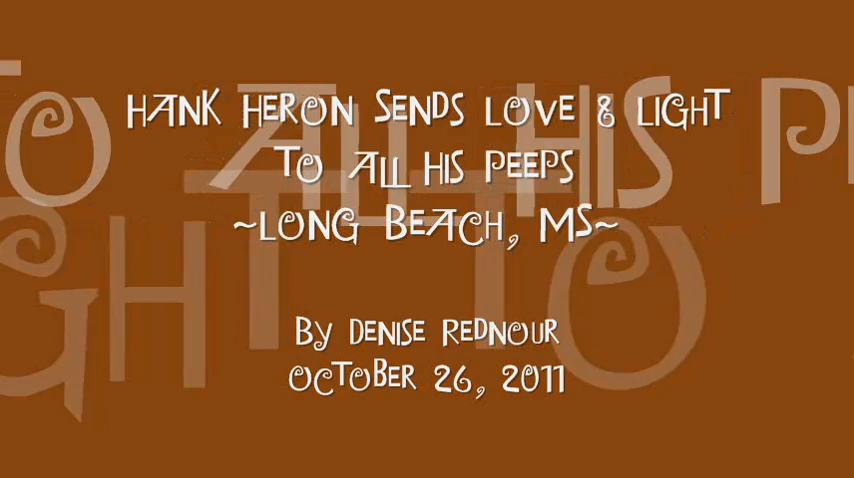 HANK HERON SENDS LOVE & LIGHT
TO ALL HIS PEEPS
~LONG BEACH, MS~
BY DENISE REDNOUR
OCTOBER 26, 2011